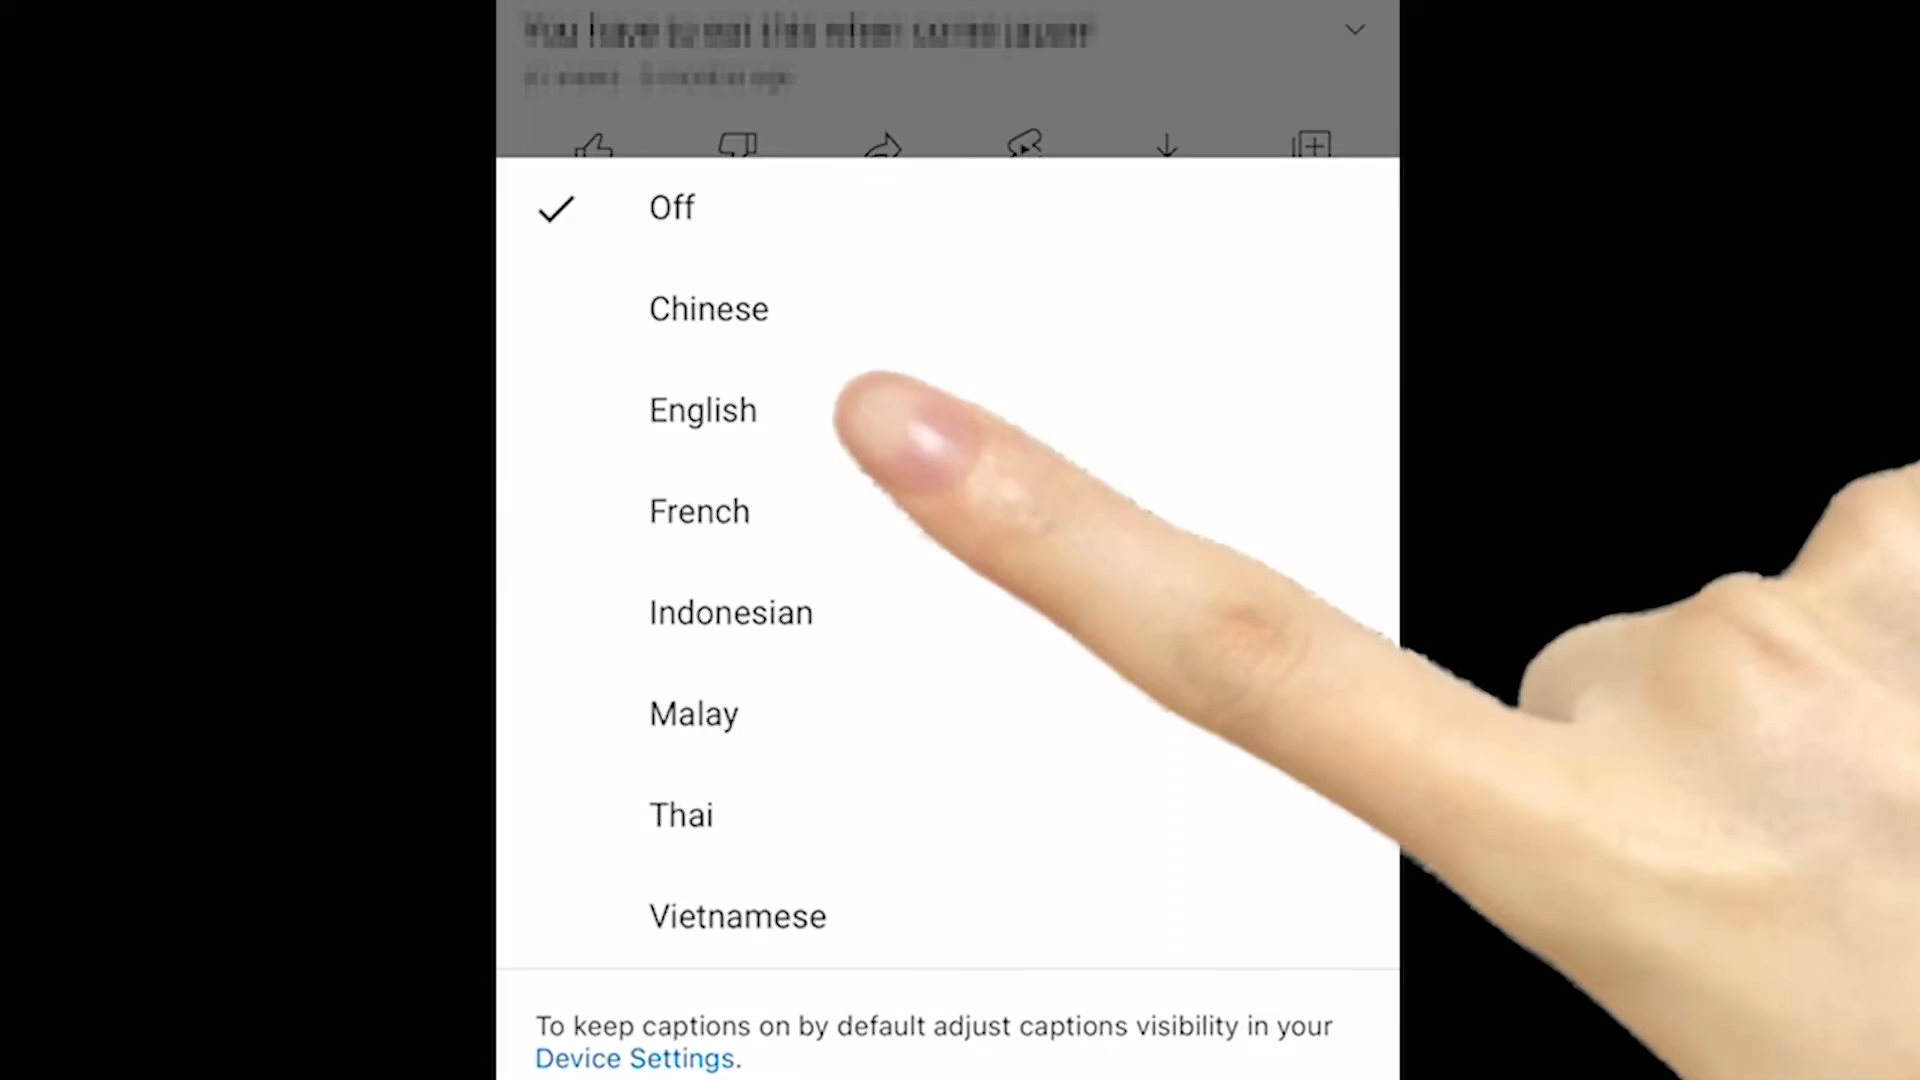 Off
Chinese
English
French
Indonesian
Malay
Thai
Vietnamese
To keep captions on by default adjust captions visibility in your
Device Settings.